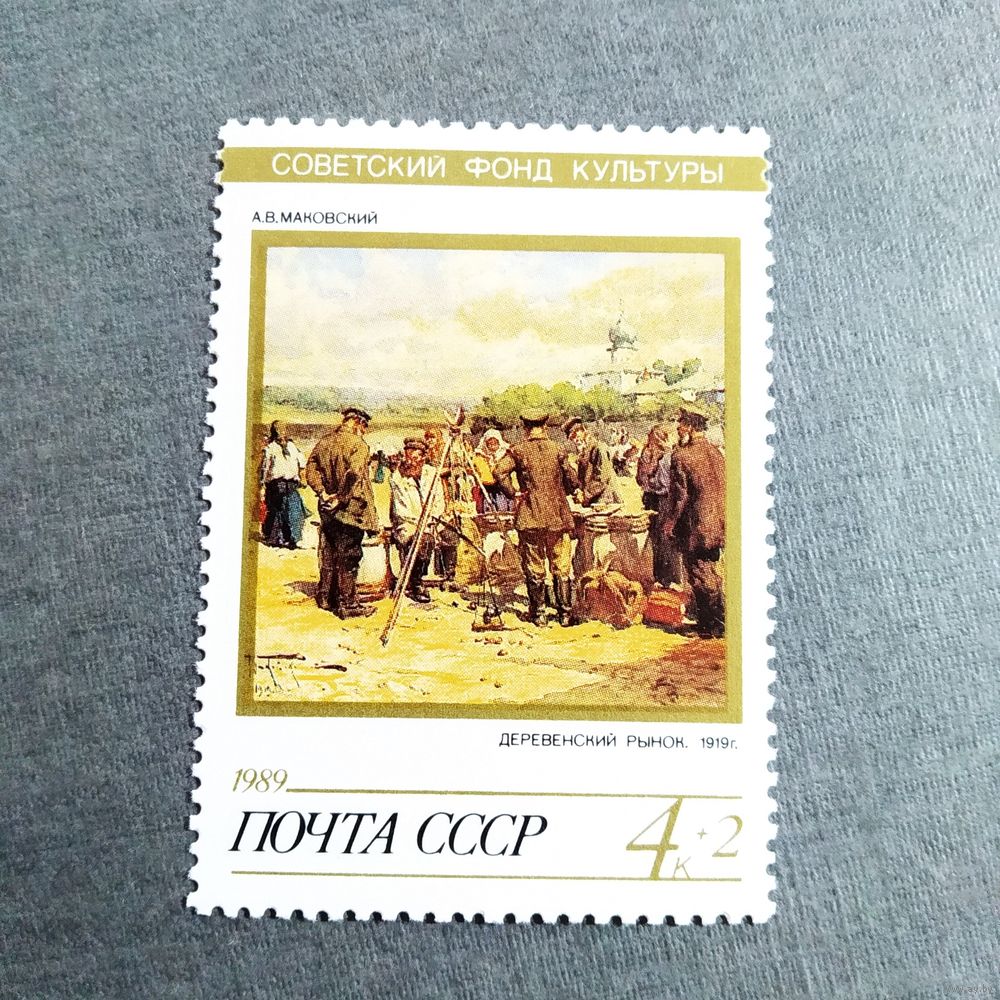 СОВЕТСКИЙ ФОНД КУЛЬТУРЫ
А.В.МАКОВСКИЙ
ДЕРЕВЕНСКИЙ РЫНОК. 1919г.
1989
ПОЧТА СССР
4К+2